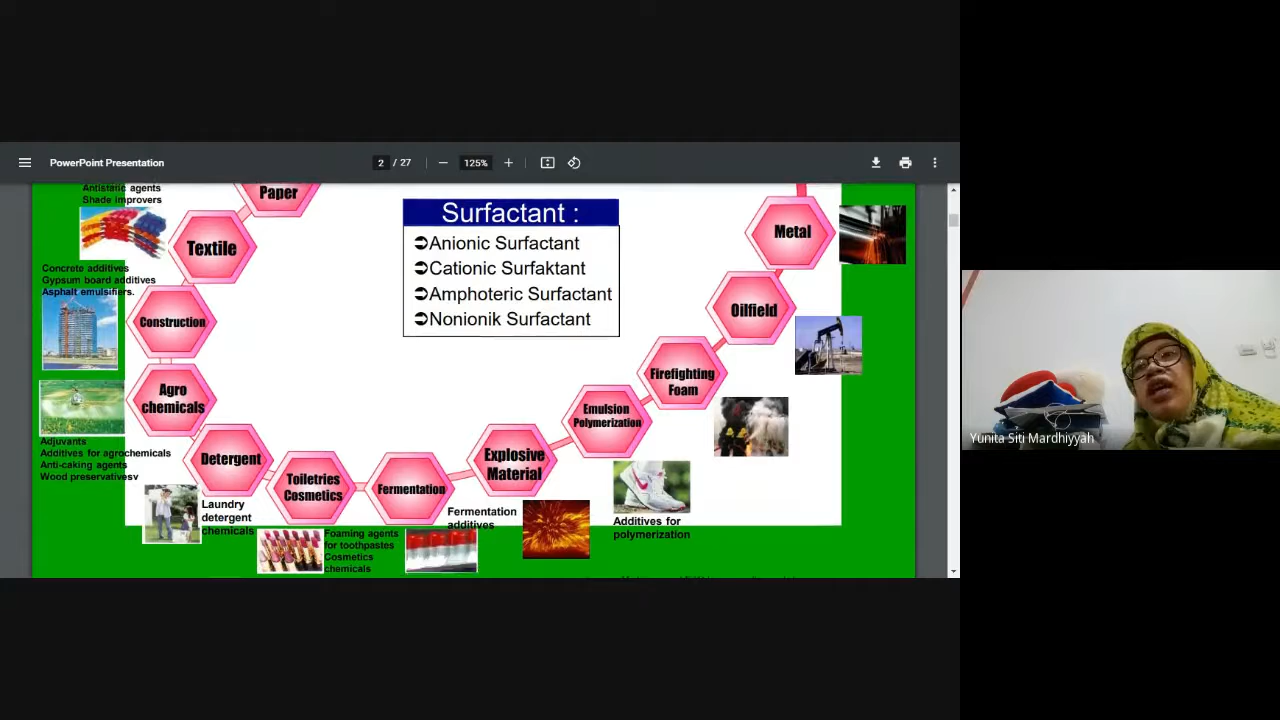 PowerPoint Presentation
2 / 27
125%
Antistatic agents
Shade improvers
Paper
Textile
Surfactant :
➲Anionic Surfactant
➲Cationic Surfaktant
➲Amphoteric Surfactant
➲Nonionik Surfactant
Metal
Concrete additives
Gypsum board additives
Asphalt emulsifiers.
Construction
Oilfield
Agro
chemicals
Firefighting
Foam
Emulsion
Polymerization
Adjuvants
Additives for agrochemicals
Anti-caking agents
Wood preservativesv
Detergent
Toiletries
Cosmetics
Fermentation
Explosive
Material
Laundry
detergent
chemicals
Foaming agents
for toothpastes
Cosmetics
chemicals
Fermentation
additives
Additives for
polymerization
Yunita Siti Mardhiyyah